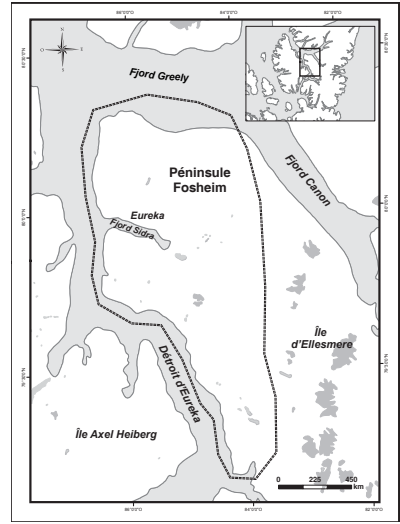 Fjord Greely
Fjord Canon
Péninsule
Fosheim
Eureka
Fjord Sidra
Île
d'Ellesmere
Détroit d'Eureka
Île Axel Heiberg
0 225 450
km